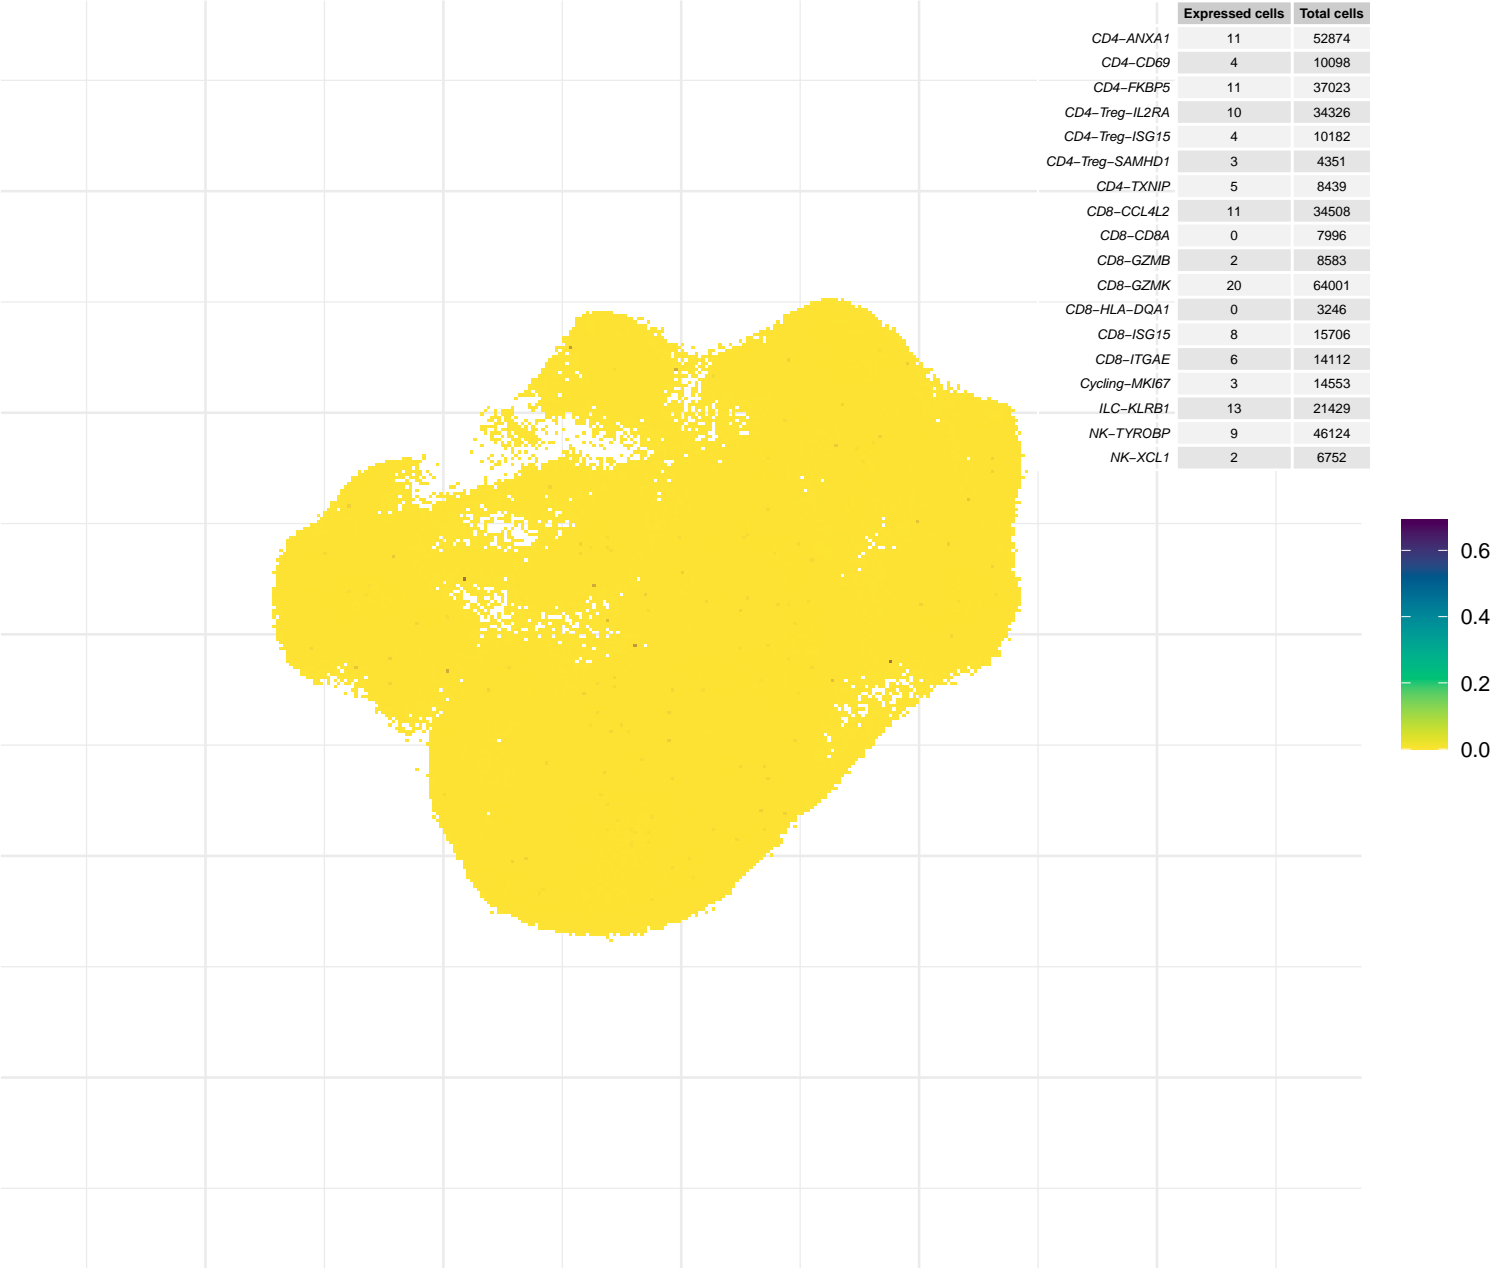 Expressed cells Total cells
CD4−ANXA1 11 52874
CD4−CD69 4 10098
CD4−FKBP5 11 37023
CD4−Treg−IL2RA 10 34326
CD4−Treg−ISG15 4 10182
CD4−Treg−SAMHD1 3 4351
CD4−TXNIP 5 8439
CD8−CCL4L2 11 34508
CD8−CD8A 0 7996
CD8−GZMB 2 8583
CD8−GZMK 20 64001
CD8−HLA−DQA1 0 3246
CD8−ISG15 8 15706
CD8−ITGAE 6 14112
Cycling−MKI67 3 14553
ILC−KLRB1 13 21429
NK−TYROBP 9 46124
NK−XCL1 2 6752
0.6
0.4
0.2
0.0